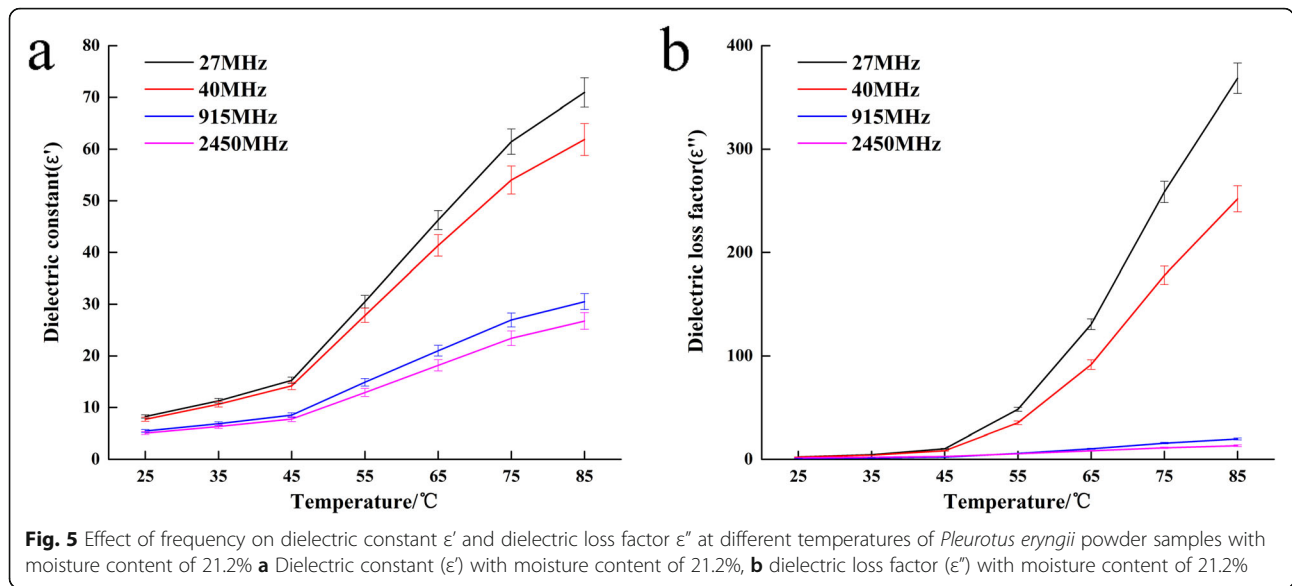 a
80
70
60
50
40
30
20
10
0
Dielectric constant(ε')
27MHz
40MHz
915MHz
2450MHz
25 35 45 55 65 75 85
Temperature/℃
b
400
300
200
100
0
Dielectric loss factor(ε'')
27MHz
40MHz
915MHz
2450MHz
25 35 45 55 65 75 85
Temperature/℃
Fig. 5 Effect of frequency on dielectric constant ε′ and dielectric loss factor ε″ at different temperatures of Pleurotus eryngii powder samples with
moisture content of 21.2% a Dielectric constant (ε′) with moisture content of 21.2%, b dielectric loss factor (ε″) with moisture content of 21.2%